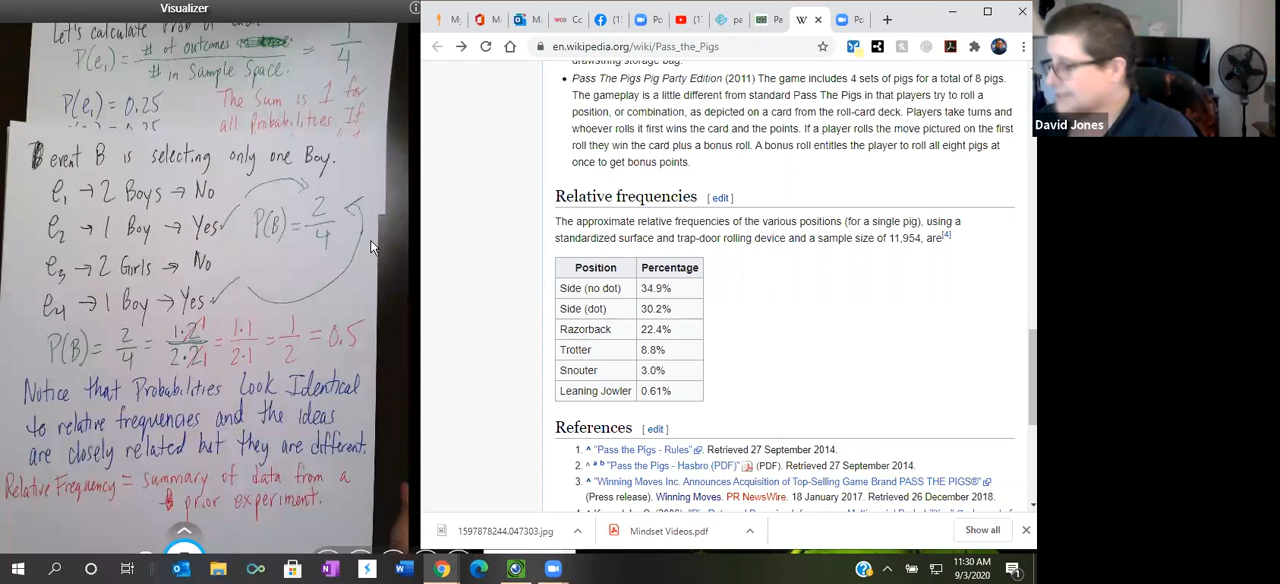 Visualizer
Let's calculate Prob of each
P(e₁) = # of outcomes / # in Sample Space. = 1/4
P(e₁) = 0.25
The Sum is 1 for
all Probabilities If
event B is selecting only one Boy.
e₁ → 2 Boys → No
e₂ → 1 Boy → Yes ✓
P(B) = 2/4
e₃ → 2 Girls → No
e₄ → 1 Boy → Yes ✓
P(B) = 2/4 = 1·2/2·2 = 1·1/2·1 = 1/2 = 0.5
Notice that Probabilities Look Identical
to relative frequencies and the ideas
are closely related but they are different.
Relative Frequency = summary of data from a
prior experiment.
en.wikipedia.org/wiki/Pass_the_Pigs
drawstring storage bag.
• Pass The Pigs Pig Party Edition (2011) The game includes 4 sets of pigs for a total of 8 pigs.
The gameplay is a little different from standard Pass The Pigs in that players try to roll a
position, or combination, as depicted on a card from the roll-card deck. Players take turns and
whoever rolls it first wins the card and the points. If a player rolls the move pictured on the first
roll they win the card plus a bonus roll. A bonus roll entitles the player to roll all eight pigs at
once to get bonus points.
Relative frequencies [ edit ]
The approximate relative frequencies of the various positions (for a single pig), using a
standardized surface and trap-door rolling device and a sample size of 11,954, are[4]
Position Percentage
Side (no dot) 34.9%
Side (dot) 30.2%
Razorback 22.4%
Trotter 8.8%
Snouter 3.0%
Leaning Jowler 0.61%
References [ edit ]
1. ^ "Pass the Pigs - Rules". Retrieved 27 September 2014.
2. ^ a b "Pass the Pigs - Hasbro (PDF)" (PDF). Retrieved 27 September 2014.
3. ^ "Winning Moves Inc. Announces Acquisition of Top-Selling Game Brand PASS THE PIGS®"
(Press release). Winning Moves. PR NewsWire. 18 January 2017. Retrieved 26 December 2018.
1597878244.047303.jpg
Mindset Videos.pdf
Show all
David Jones
11:30 AM
9/3/2020